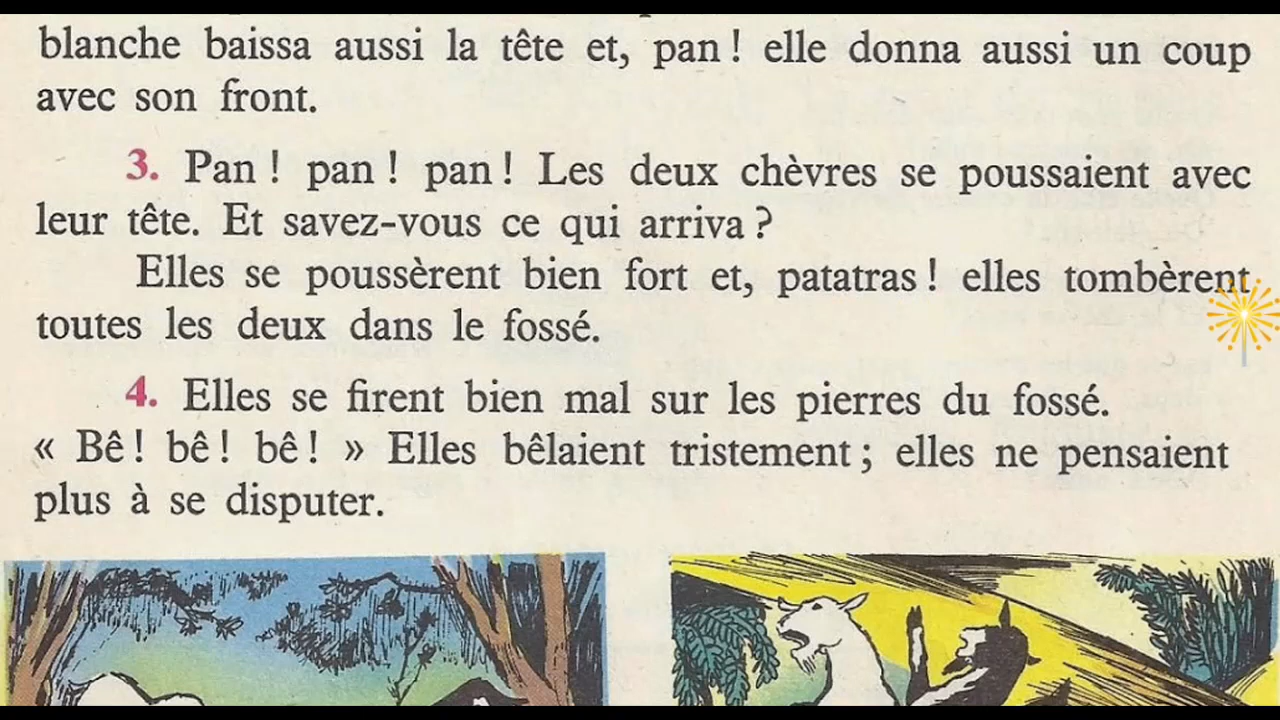 blanche baissa aussi la tête et, pan ! elle donna aussi un coup
avec son front.
3. Pan ! pan ! pan ! Les deux chèvres se poussaient avec
leur tête. Et savez-vous ce qui arriva ?
Elles se poussèrent bien fort et, patatras ! elles tombèrent
toutes les deux dans le fossé.
4. Elles se firent bien mal sur les pierres du fossé.
« Bê ! bê ! bê ! » Elles bêlaient tristement ; elles ne pensaient
plus à se disputer.